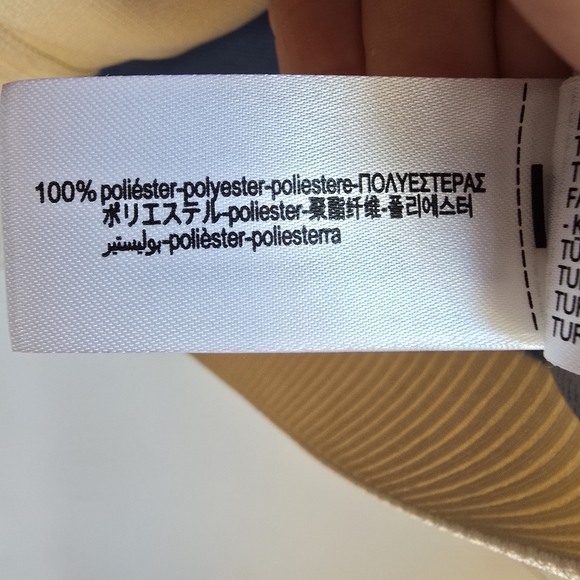 100% poliéster-polyester-poliestere-ΠΟΛΥΕΣΤΕΡΑΣ
ポリエステル-poliester-聚酯纤维-폴리에스터
بوليستير-polièster-poliesterra